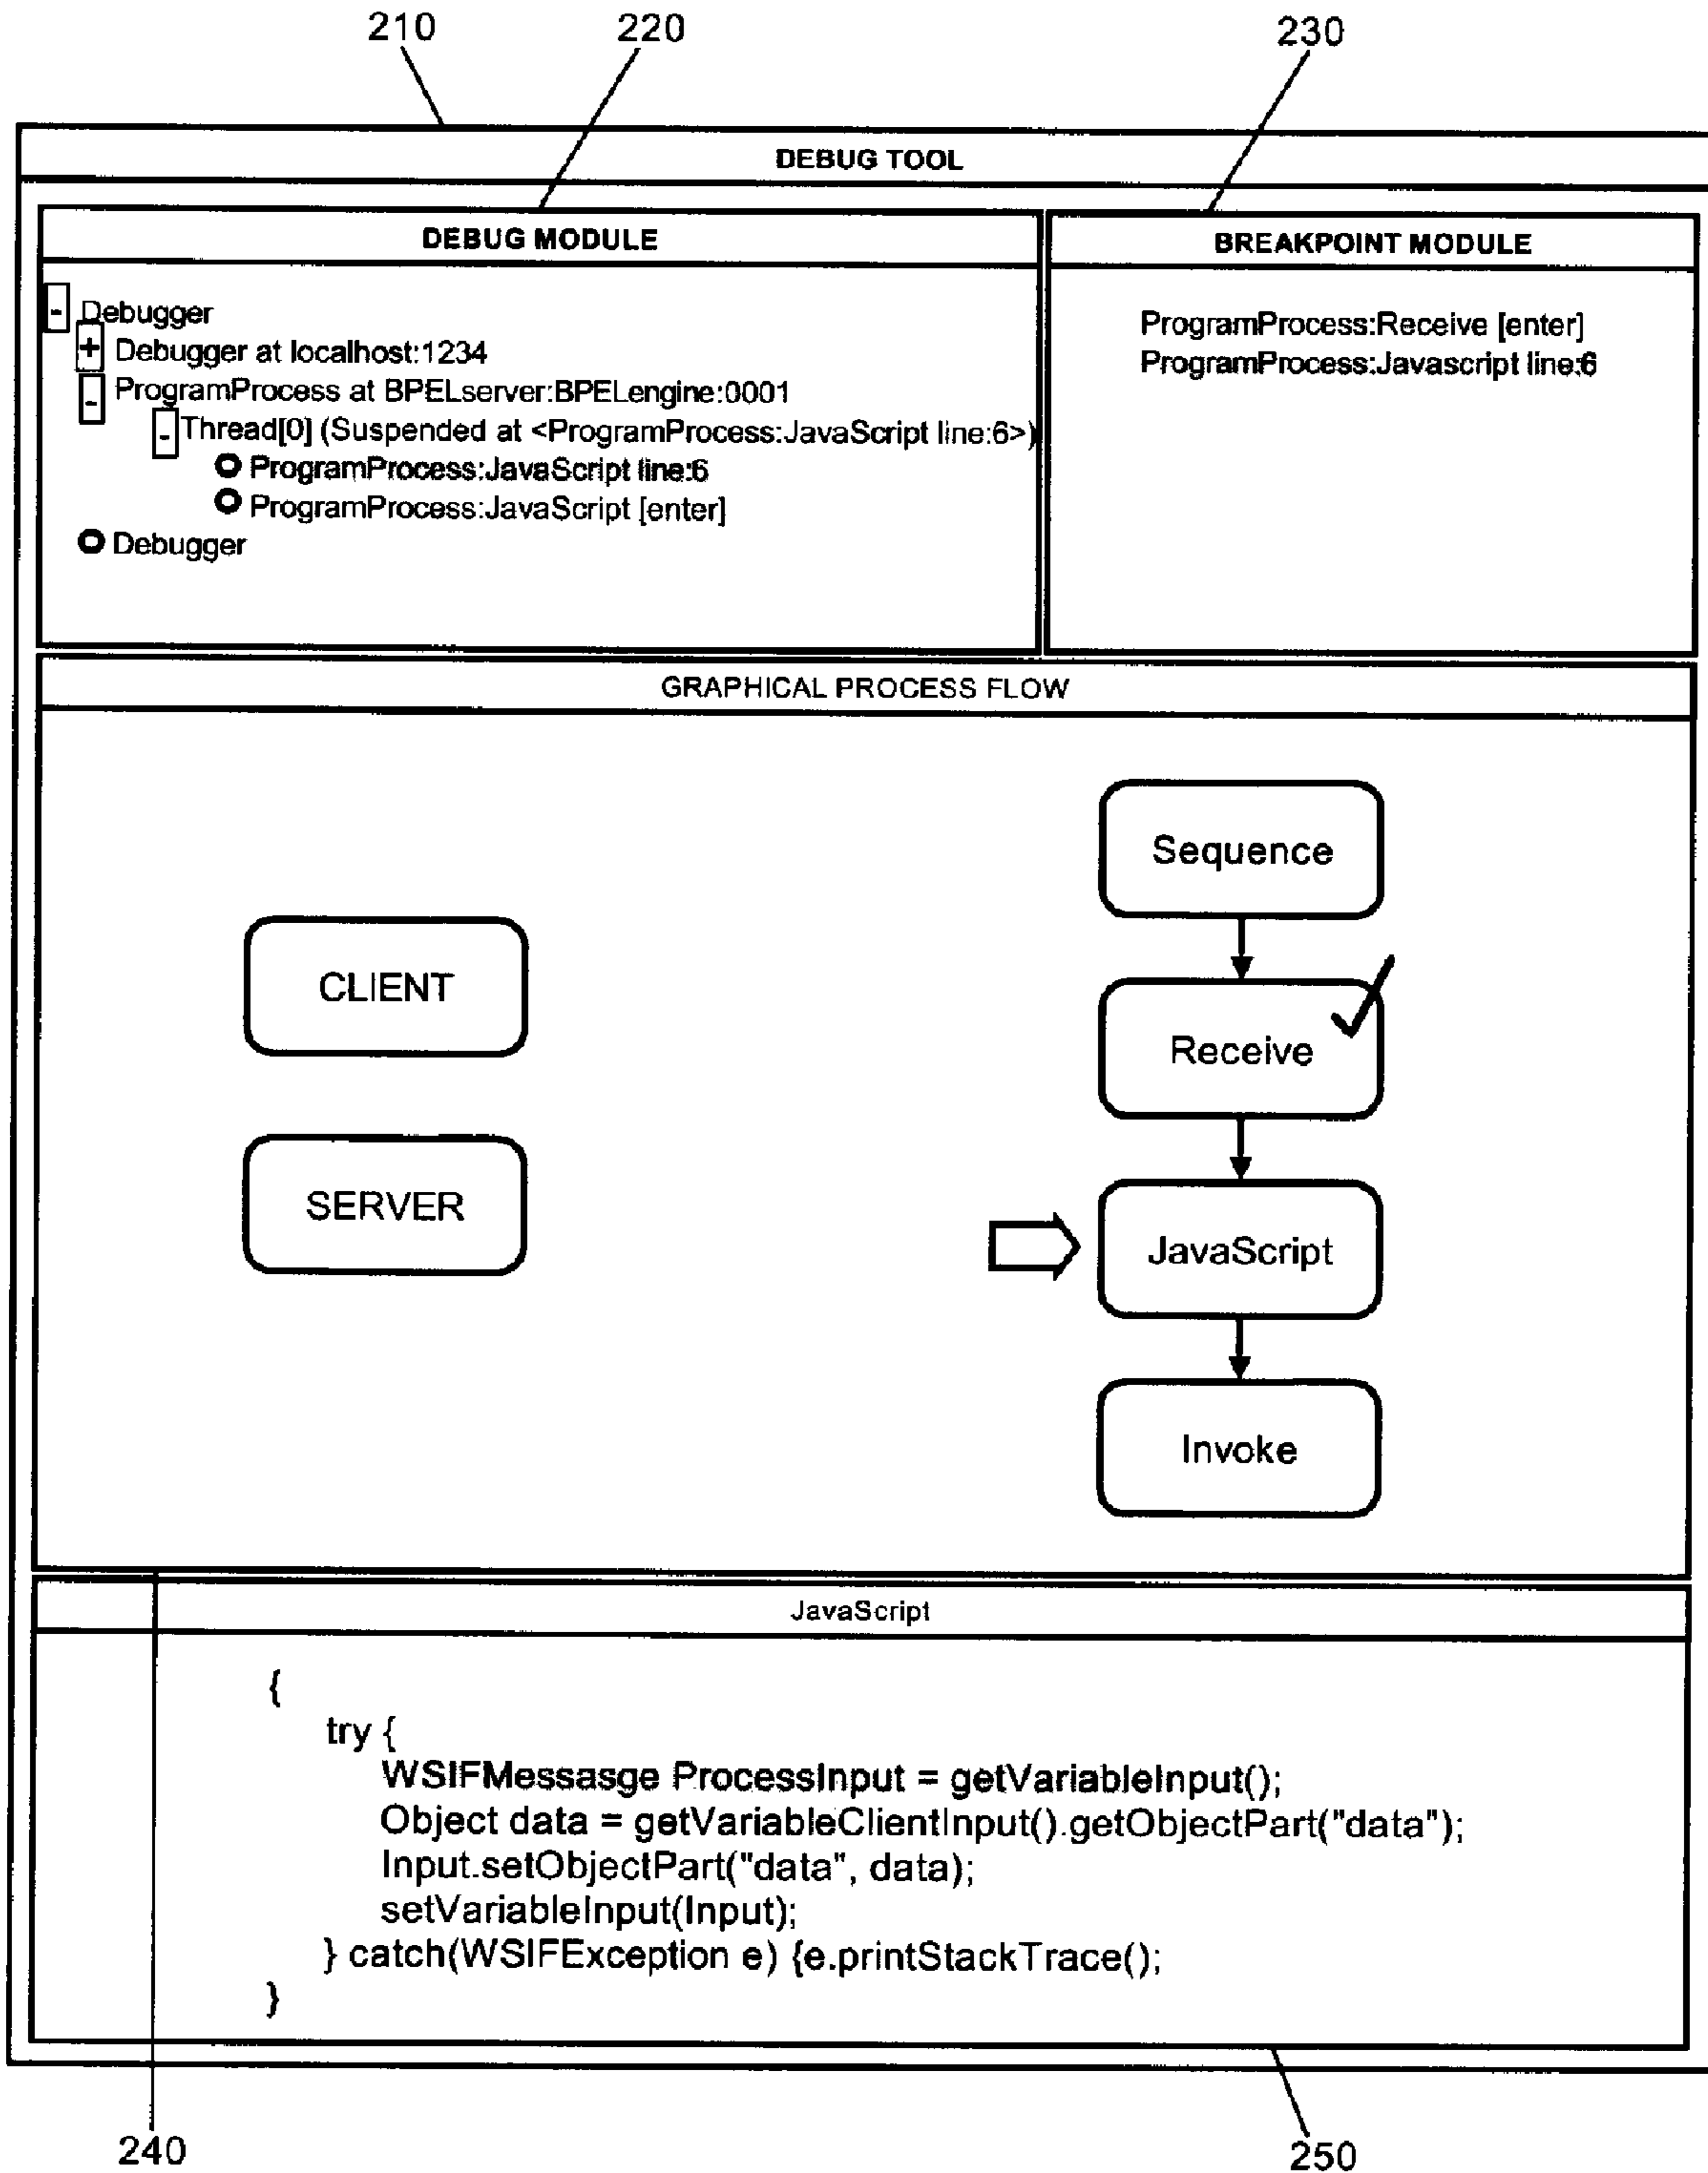 210
220
230
DEBUG TOOL
DEBUG MODULE
- Debugger
+ Debugger at localhost:1234
- ProgramProcess at BPELserver:BPELengine:0001
- Thread[0] (Suspended at <ProgramProcess:JavaScript line:6>)
ProgramProcess:JavaScript line:6
ProgramProcess:JavaScript [enter]
Debugger
BREAKPOINT MODULE
ProgramProcess:Receive [enter]
ProgramProcess:Javascript line:6
GRAPHICAL PROCESS FLOW
CLIENT
SERVER
Sequence
Receive
JavaScript
Invoke
JavaScript
{
try {
WSIFMessasge ProcessInput = getVariableInput();
Object data = getVariableClientInput().getObjectPart("data");
Input.setObjectPart("data", data);
setVariableInput(Input);
} catch(WSIFException e) {e.printStackTrace();
}
240
250